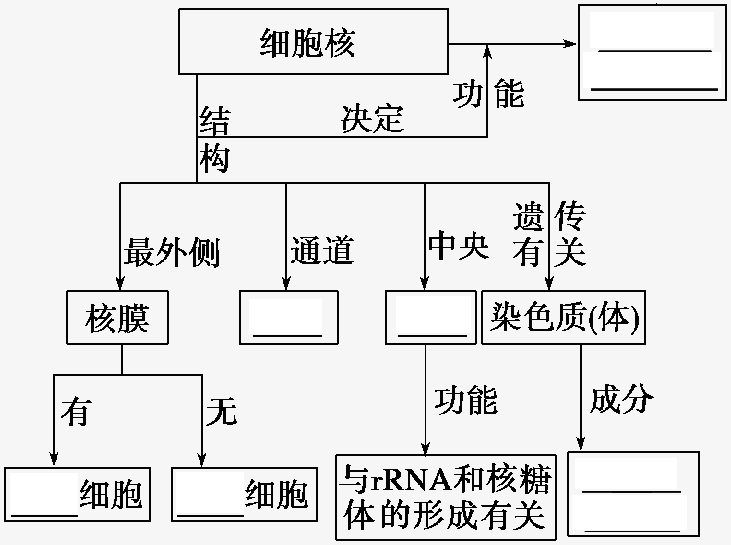 细胞核
功能
结构
决定
最外侧
通道
中央
遗传
有关
核膜
染色质(体)
有
无
功能
成分
细胞
细胞
与rRNA和核糖
体的形成有关